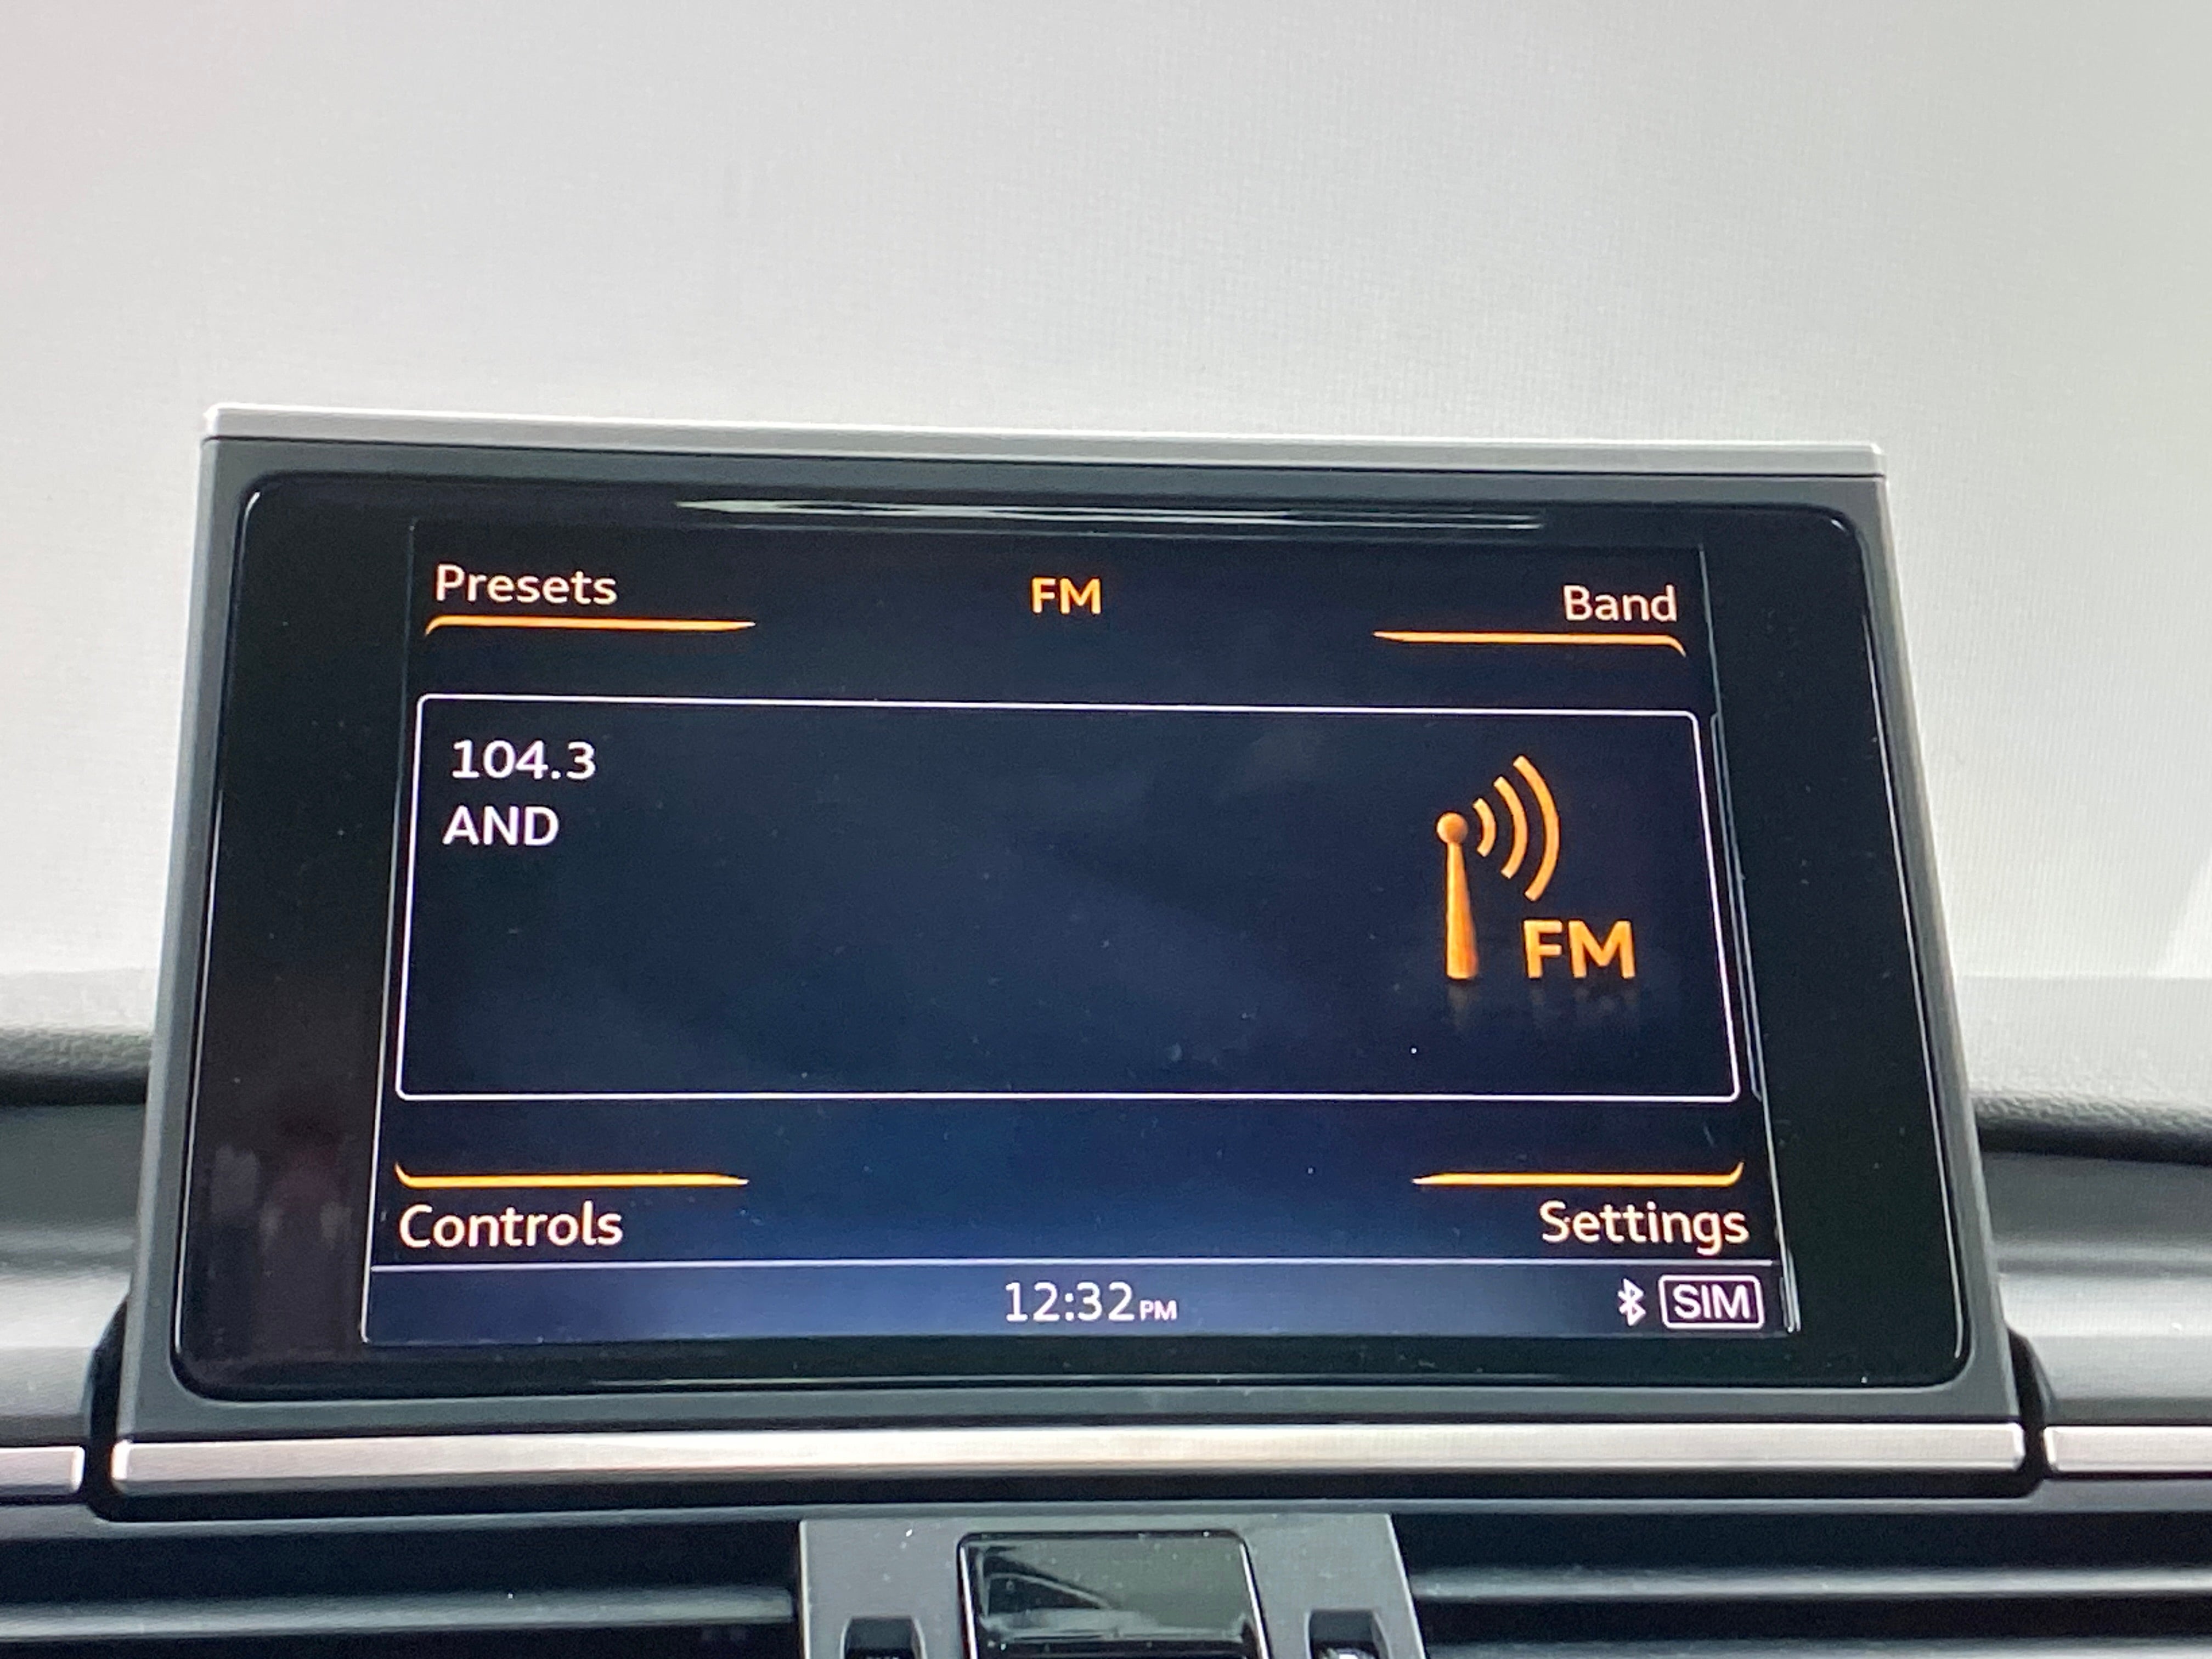 Presets FM Band
104.3
AND
FM
Controls Settings
12:32PM SIM